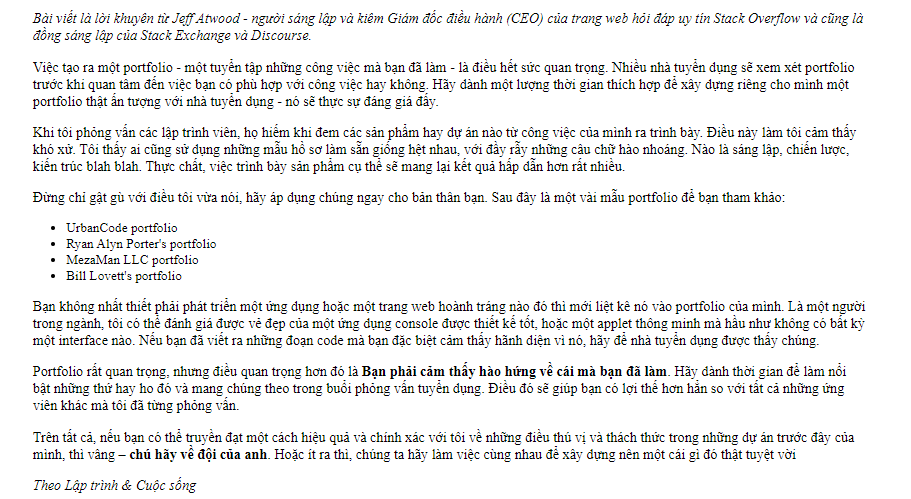 Bài viết là lời khuyên từ Jeff Atwood - người sáng lập và kiêm Giám đốc điều hành (CEO) của trang web hỏi đáp uy tín Stack Overflow và cũng là
đồng sáng lập của Stack Exchange và Discourse.
Việc tạo ra một portfolio - một tuyển tập những công việc mà bạn đã làm - là điều hết sức quan trọng. Nhiều nhà tuyển dụng sẽ xem xét portfolio
trước khi quan tâm đến việc bạn có phù hợp với công việc hay không. Hãy dành một lượng thời gian thích hợp để xây dựng riêng cho mình một
portfolio thật ấn tượng với nhà tuyển dụng - nó sẽ thực sự đáng giá đấy.
Khi tôi phỏng vấn các lập trình viên, họ hiếm khi đem các sản phẩm hay dự án nào từ công việc của mình ra trình bày. Điều này làm tôi cảm thấy
khó xử. Tôi thấy ai cũng sử dụng những mẫu hồ sơ làm sẵn giống hệt nhau, với đầy rẫy những câu chữ hào nhoáng. Nào là sáng lập, chiến lược,
kiến trúc blah blah. Thực chất, việc trình bày sản phẩm cụ thể sẽ mang lại kết quả hấp dẫn hơn rất nhiều.
Đừng chỉ gật gù với điều tôi vừa nói, hãy áp dụng chúng ngay cho bản thân bạn. Sau đây là một vài mẫu portfolio để bạn tham khảo:
• UrbanCode portfolio
• Ryan Alyn Porter's portfolio
• MezaMan LLC portfolio
• Bill Lovett's portfolio
Bạn không nhất thiết phải phát triển một ứng dụng hoặc một trang web hoành tráng nào đó thì mới liệt kê nó vào portfolio của mình. Là một người
trong ngành, tôi có thể đánh giá được vẻ đẹp của một ứng dụng console được thiết kế tốt, hoặc một applet thông minh mà hầu như không có bất kỳ
một interface nào. Nếu bạn đã viết ra những đoạn code mà bạn đặc biệt cảm thấy hãnh diện vì nó, hãy để nhà tuyển dụng được thấy chúng.
Portfolio rất quan trọng, nhưng điều quan trọng hơn đó là Bạn phải cảm thấy hào hứng về cái mà bạn đã làm. Hãy dành thời gian để làm nổi
bật những thứ hay ho đó và mang chúng theo trong buổi phỏng vấn tuyển dụng. Điều đó sẽ giúp bạn có lợi thế hơn hẳn so với tất cả những ứng
viên khác mà tôi đã từng phỏng vấn.
Trên tất cả, nếu bạn có thể truyền đạt một cách hiệu quả và chính xác với tôi về những điều thú vị và thách thức trong những dự án trước đây của
mình, thì vâng – chú hãy về đội của anh. Hoặc ít ra thì, chúng ta hãy làm việc cùng nhau để xây dựng nên một cái gì đó thật tuyệt vời
Theo Lập trình & Cuộc sống